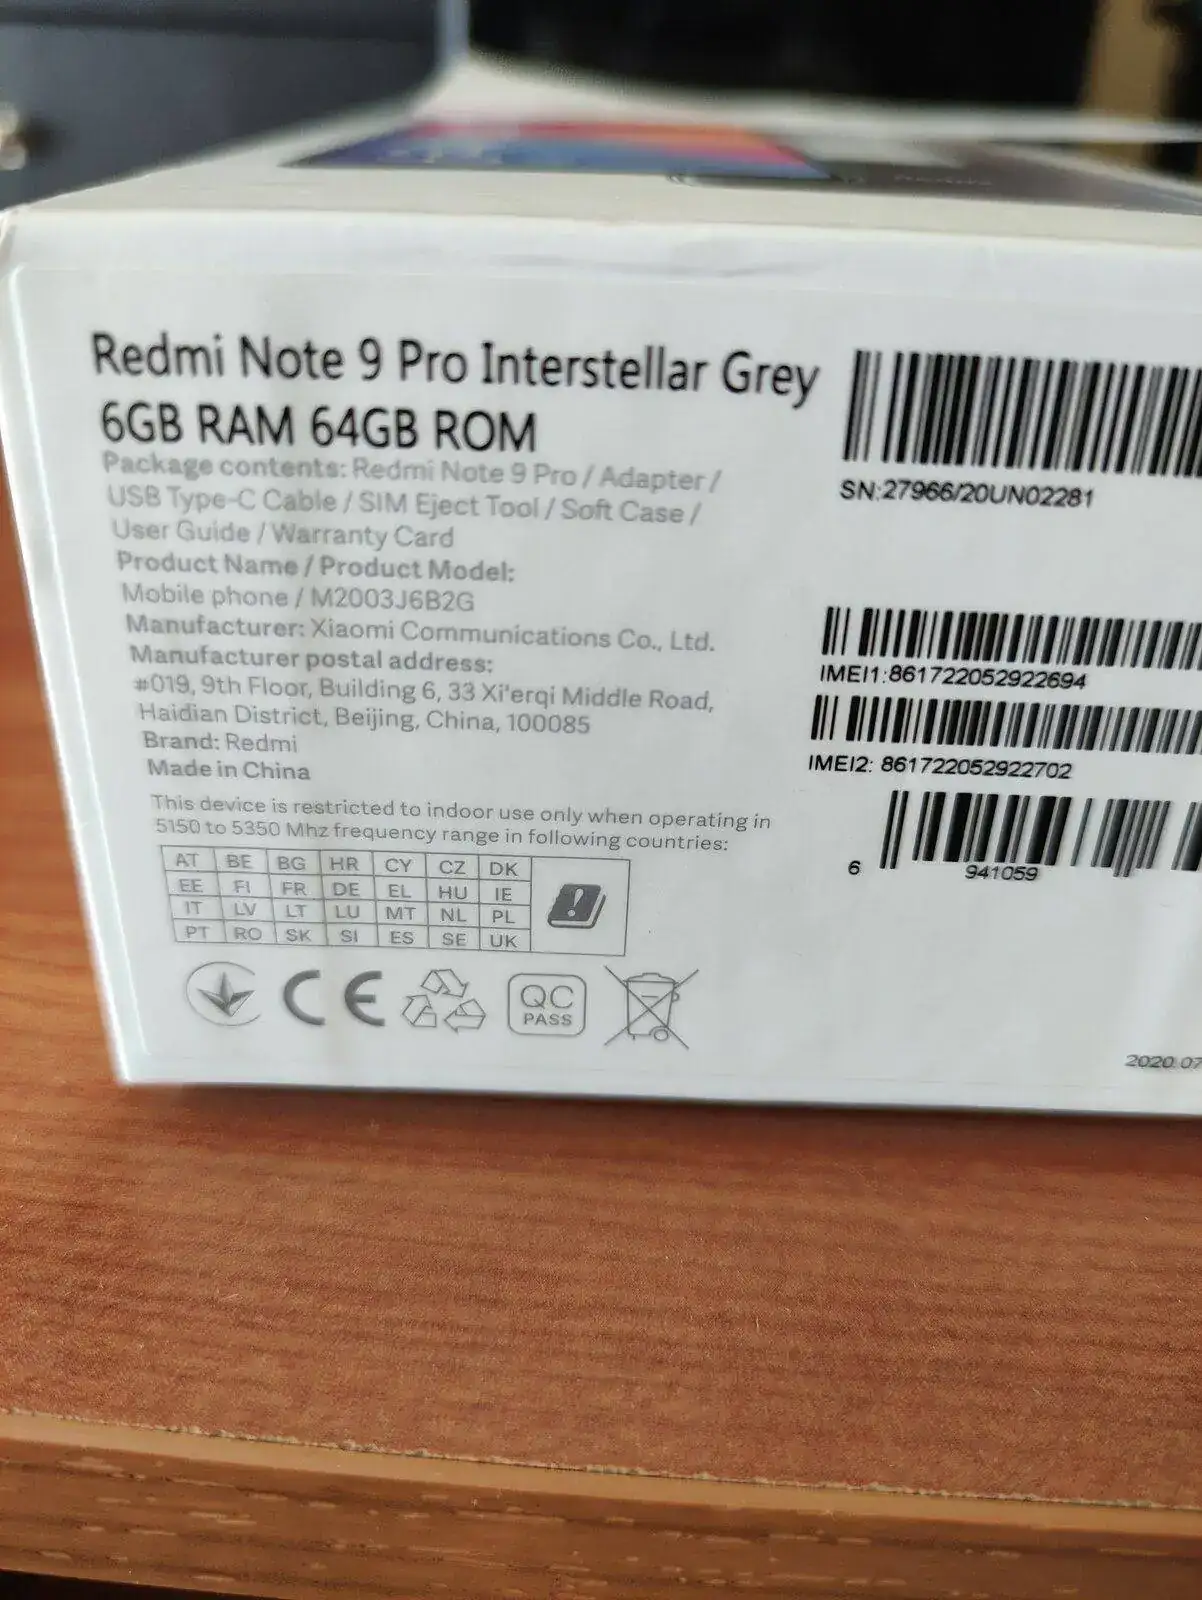 Redmi Note 9 Pro Interstellar Grey
6GB RAM 64GB ROM
Package contents: Redmi Note 9 Pro / Adapter /
USB Type-C Cable / SIM Eject Tool / Soft Case /
User Guide / Warranty Card
Product Name / Product Model:
Mobile phone / M2003J6B2G
Manufacturer: Xiaomi Communications Co., Ltd.
Manufacturer postal address:
#019, 9th Floor, Building 6, 33 Xi'erqi Middle Road,
Haidian District, Beijing, China, 100085
Brand: Redmi
Made in China
This device is restricted to indoor use only when operating in
5150 to 5350 Mhz frequency range in following countries:
AT BE BG HR CY CZ DK
EE FI FR DE EL HU IE
IT LV LT LU MT NL PL
PT RO SK SI ES SE UK
CE
QC
PASS
SN:27966/20UN02281
IMEI1:861722052922694
IMEI2: 861722052922702
6 941059
2020.07